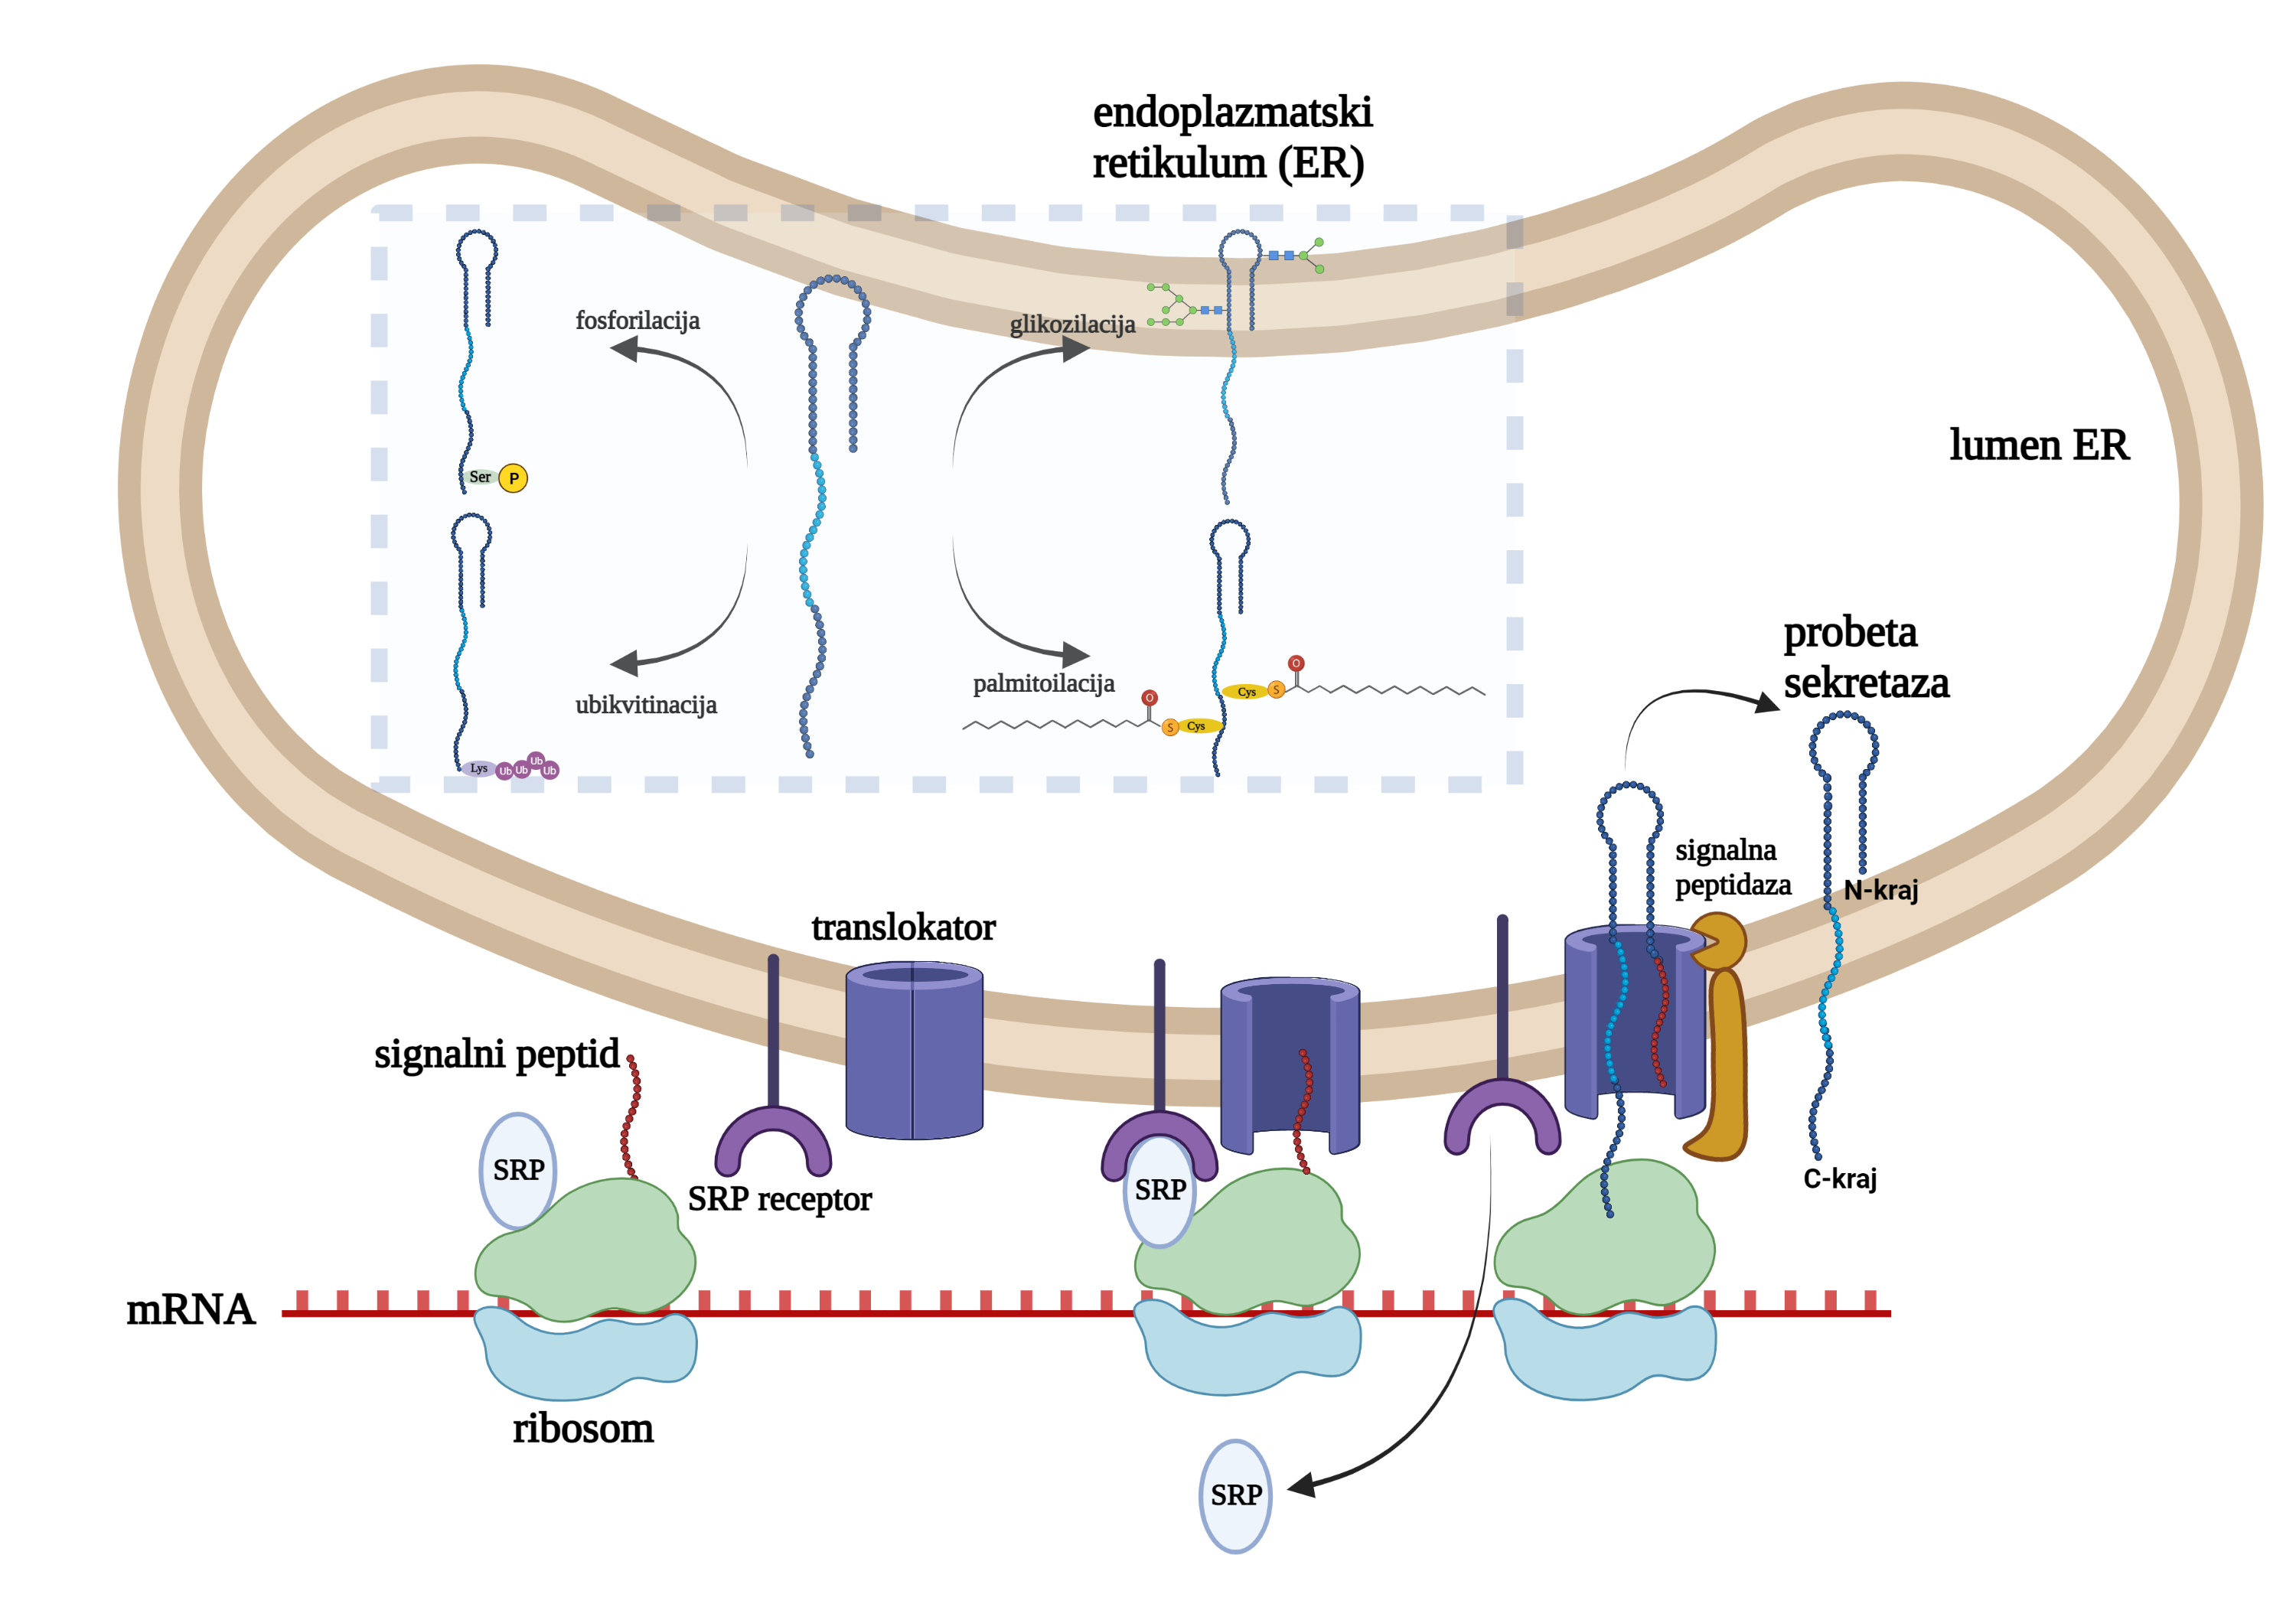 endoplazmatski
retikulum (ER)
fosforilacija
glikozilacija
lumen ER
Ser
P
ubikvitinacija
palmitoilacija
Lys
Ub
Ub
Ub
Ub
O
Cys
S
O
S
Cys
probeta
sekretaza
signalna
peptidaza
N-kraj
translokator
signalni peptid
SRP
SRP receptor
SRP
C-kraj
mRNA
ribosom
SRP